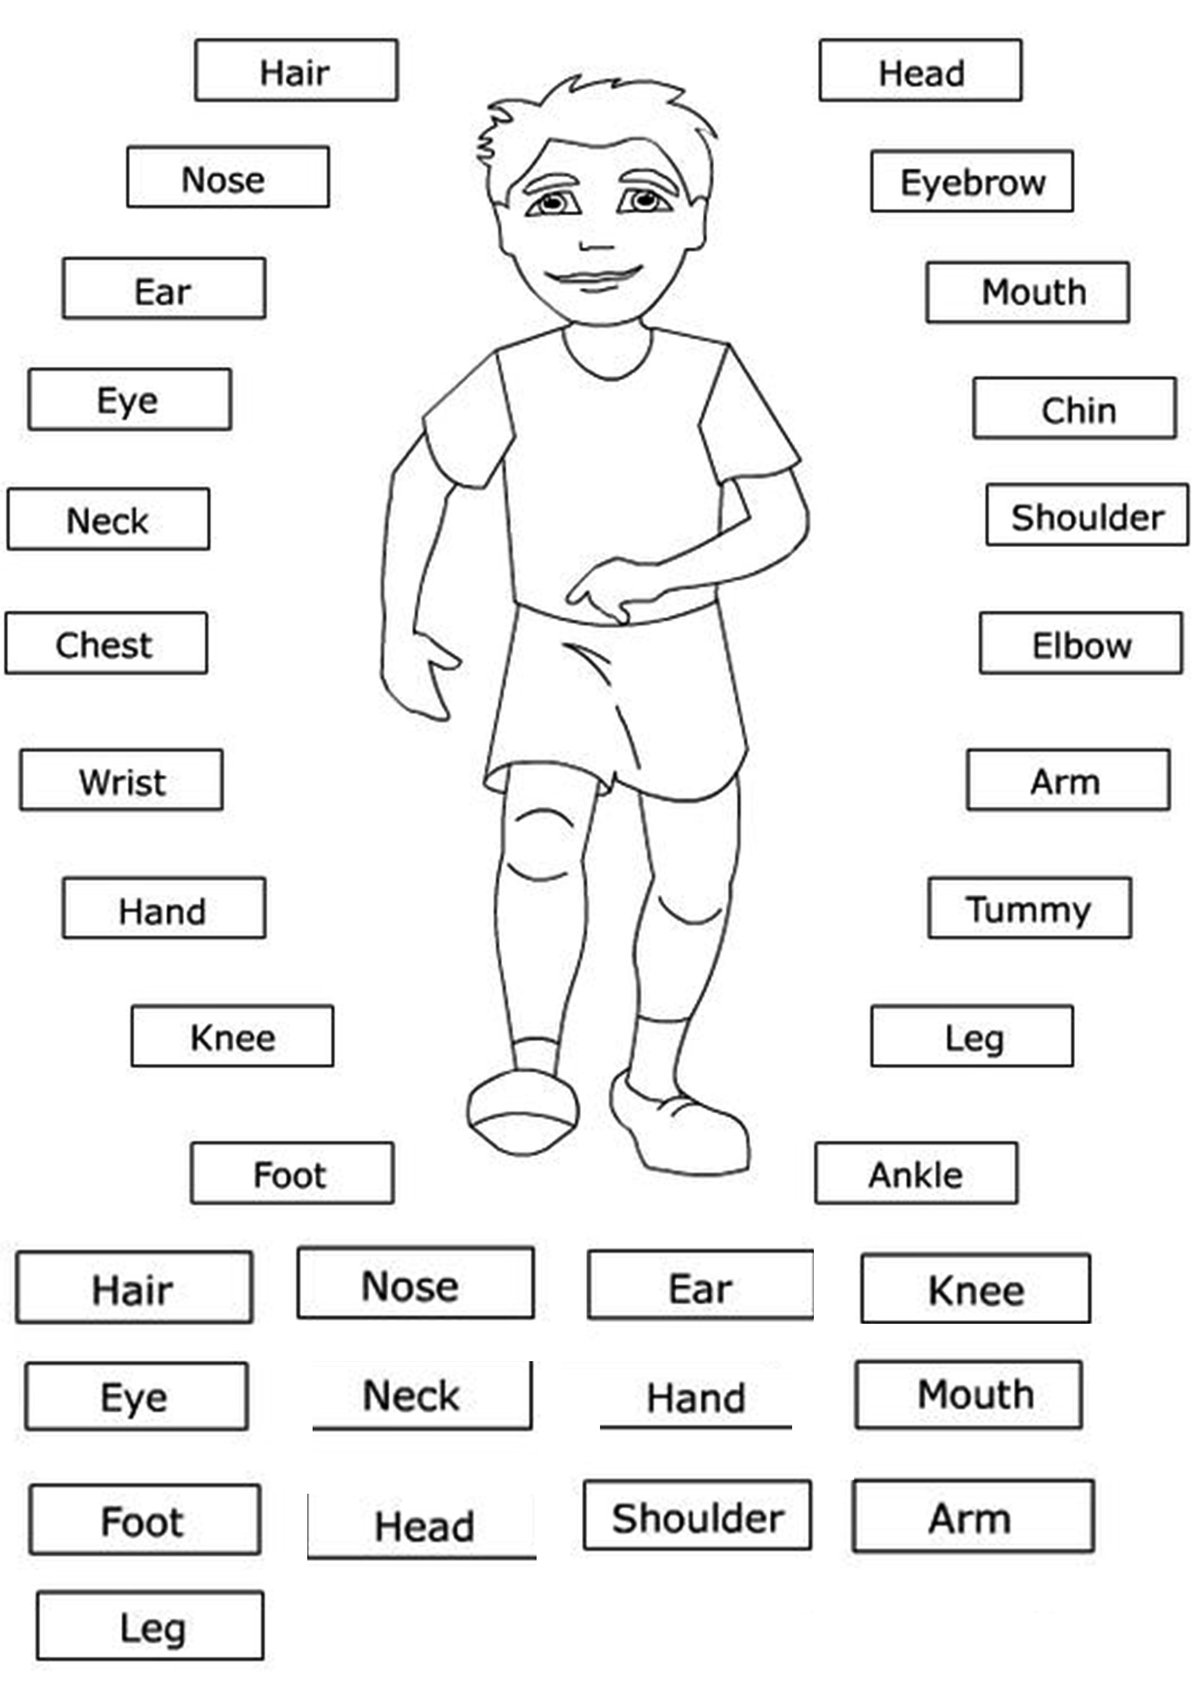 Hair
Head
Nose
Eyebrow
Ear
Mouth
Eye
Chin
Neck
Shoulder
Chest
Elbow
Wrist
Arm
Hand
Tummy
Knee
Leg
Foot
Ankle
Hair Nose Ear Knee
Eye Neck Hand Mouth
Foot Head Shoulder Arm
Leg